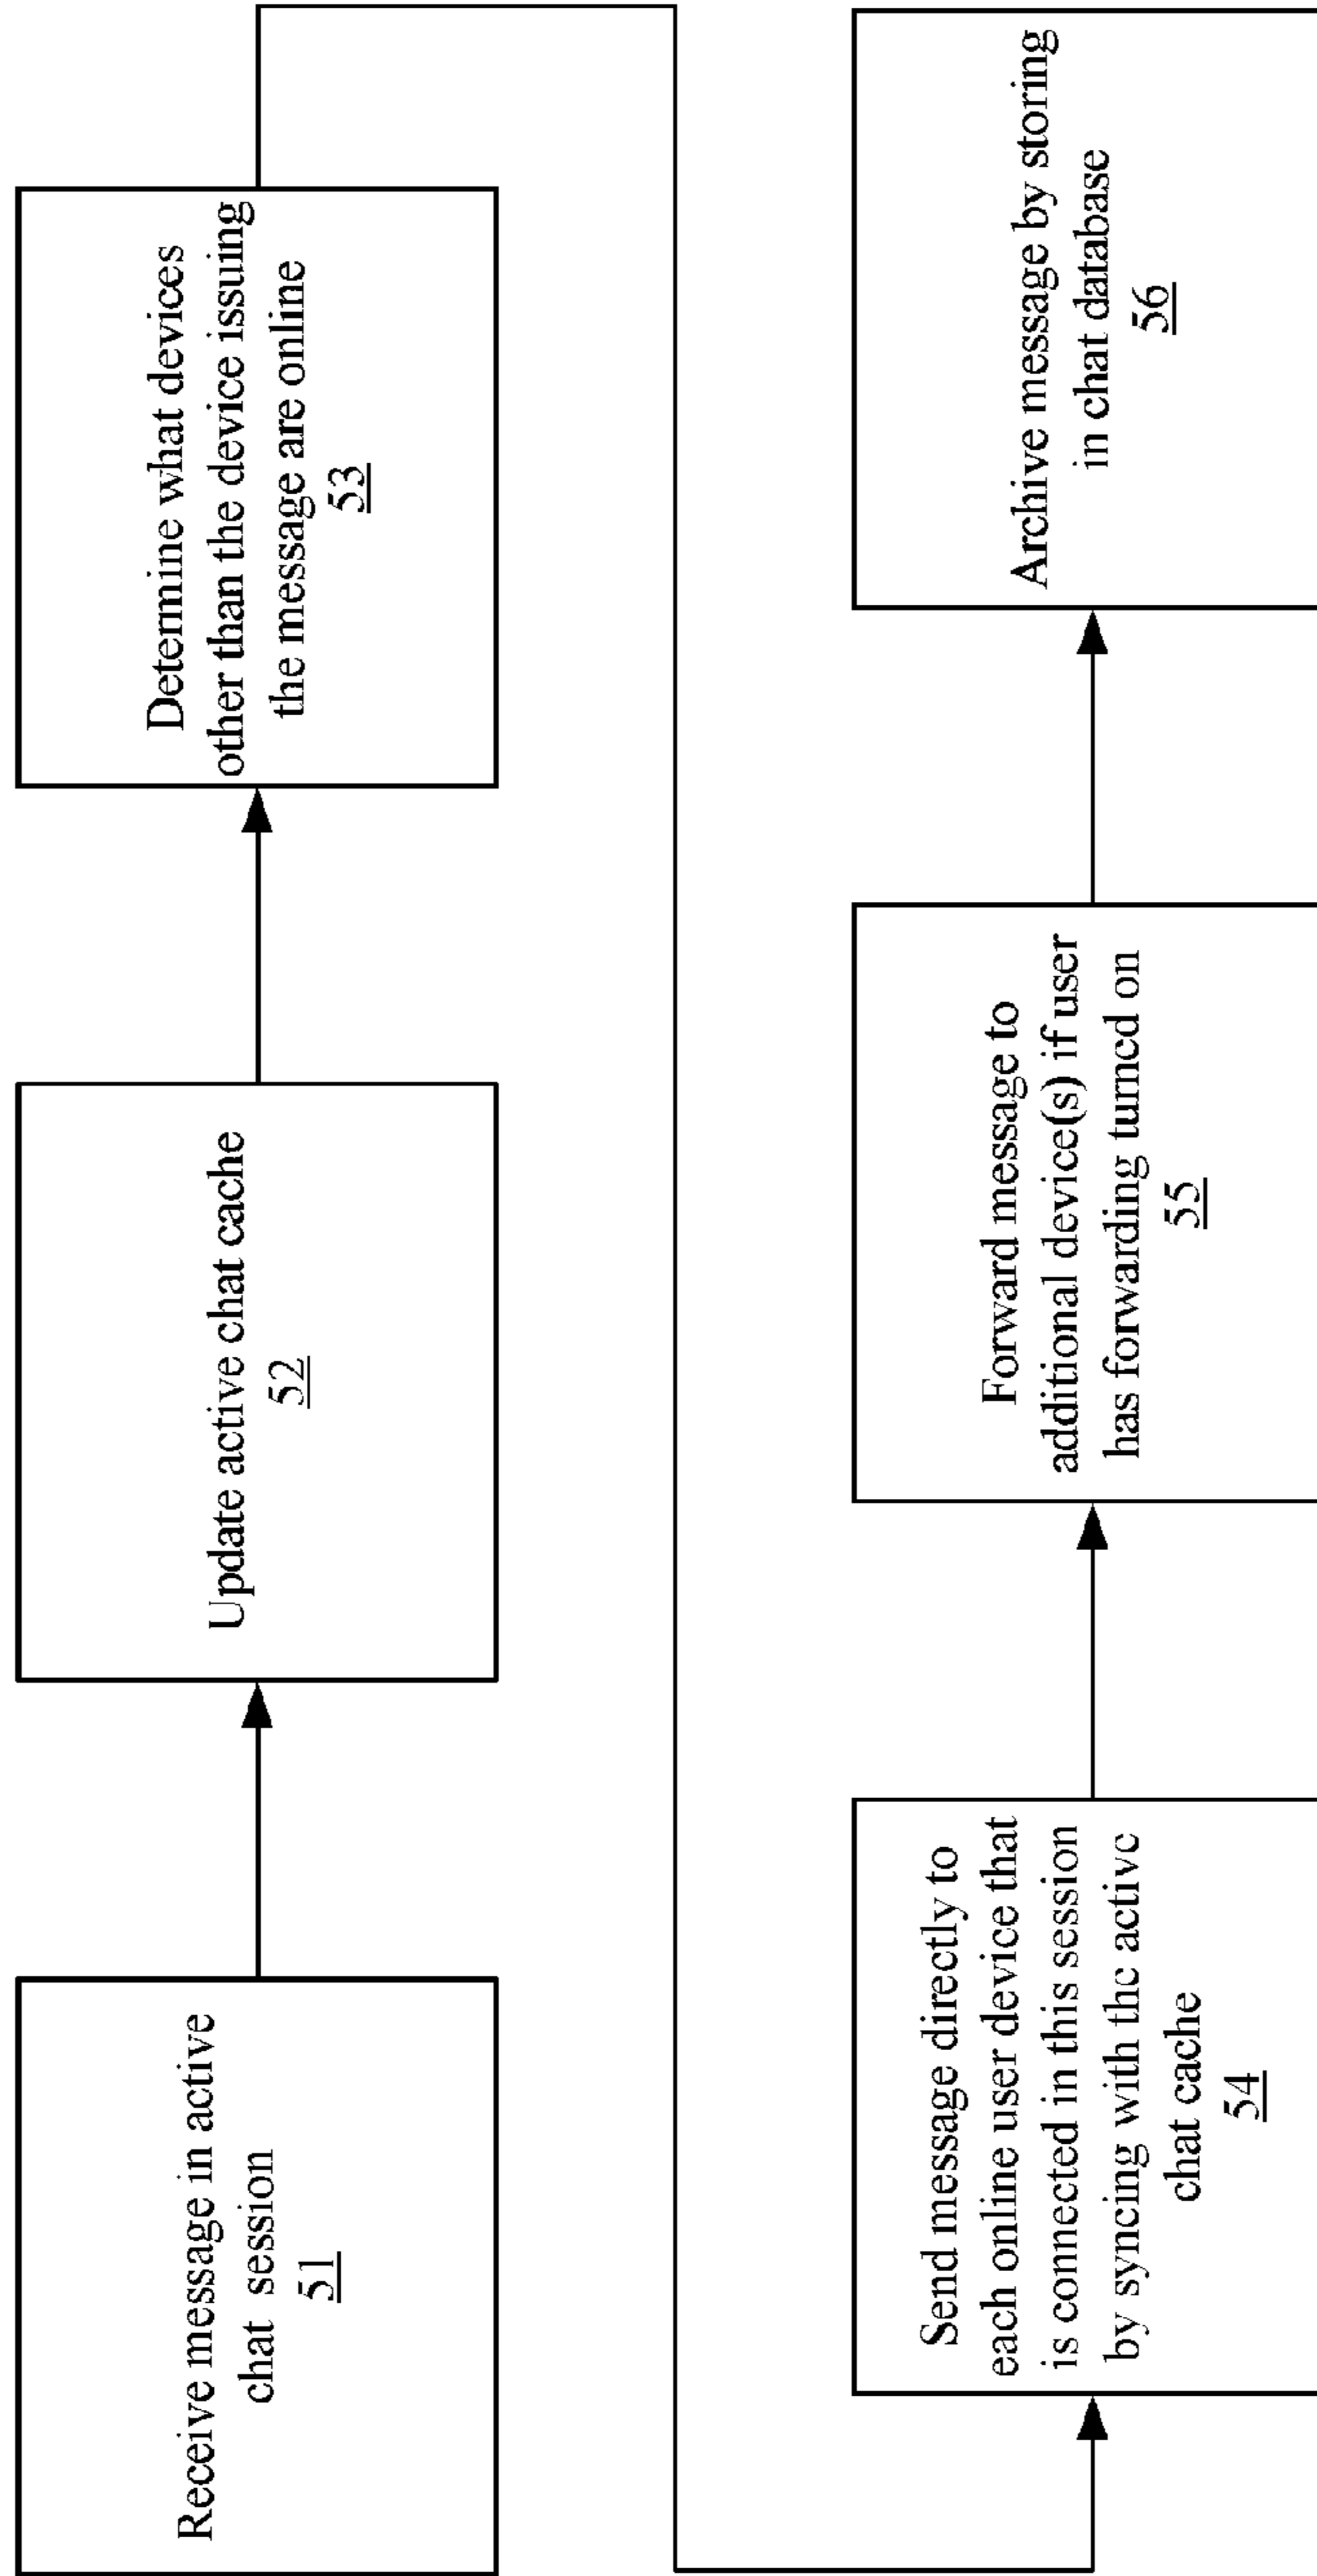 Receive message in active
chat session
51
Update active chat cache
52
Determine what devices
other than the device issuing
the message are online
53
Send message directly to
each online user device that
is connected in this session
by syncing with the active
chat cache
54
Forward message to
additional device(s) if user
has forwarding turned on
55
Archive message by storing
in chat database
56